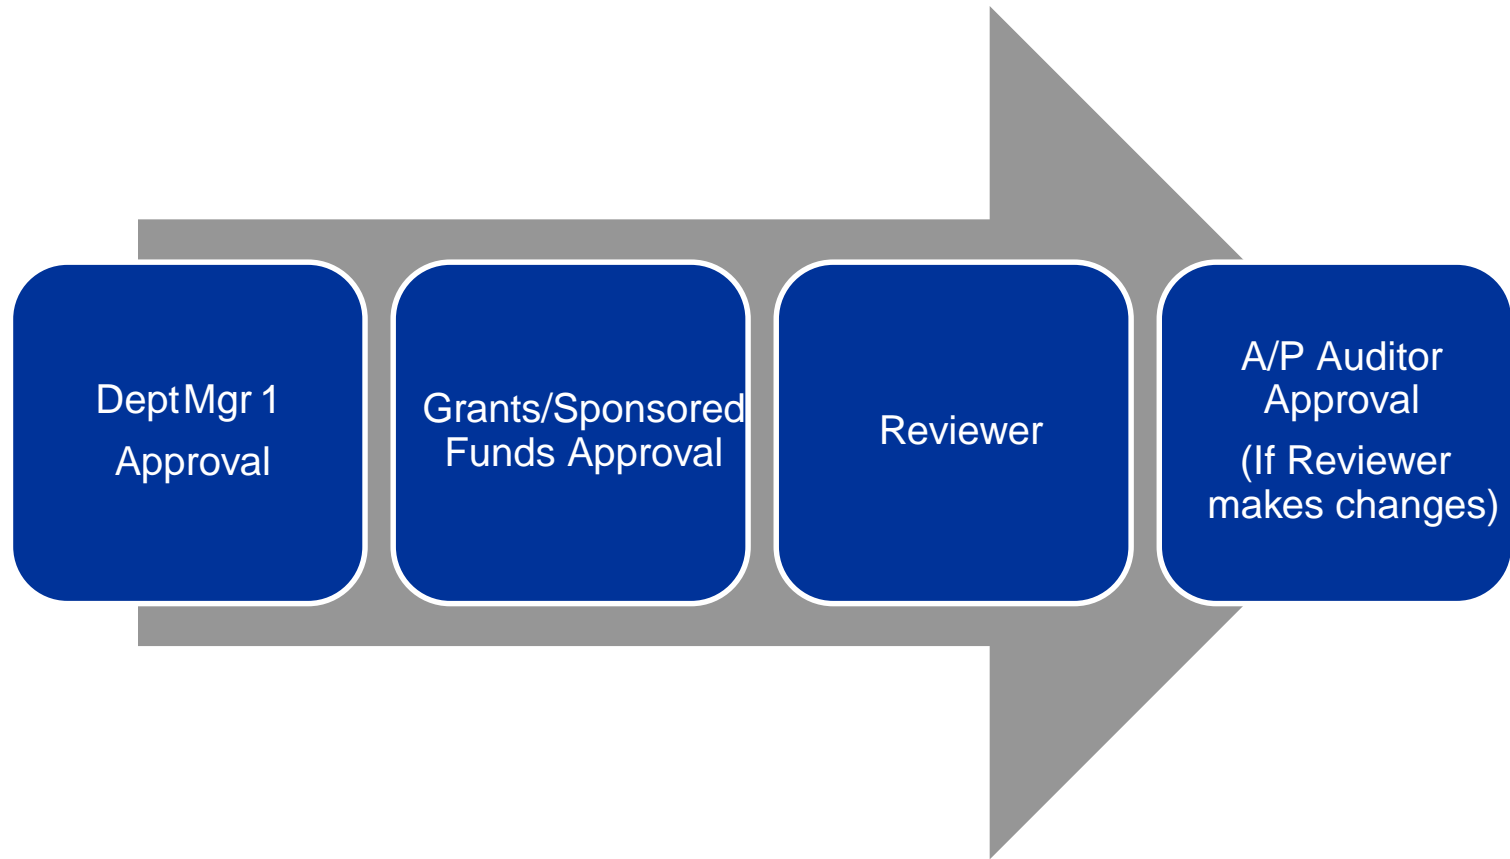 Dept Mgr 1
Approval
Grants/Sponsored
Funds Approval
Reviewer
A/P Auditor
Approval
(If Reviewer
makes changes)